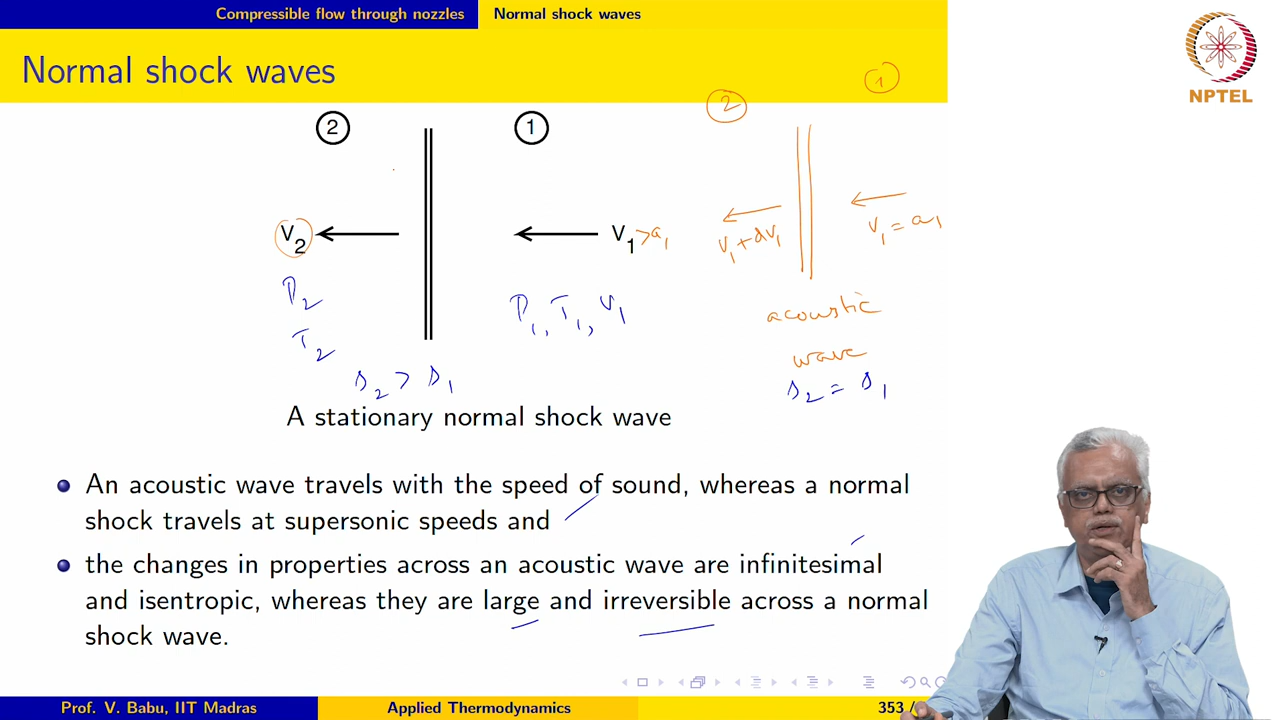 Compressible flow through nozzles Normal shock waves
Normal shock waves
NPTEL
2 1 2 1
V2 V1 >a1 V1+dV1 V1 = a1
P2
T2
P1, T1, V1
s2 > s1
acoustic
wave
s2 = s1
A stationary normal shock wave
An acoustic wave travels with the speed of sound, whereas a normal
shock travels at supersonic speeds and
the changes in properties across an acoustic wave are infinitesimal
and isentropic, whereas they are large and irreversible across a normal
shock wave.
Prof. V. Babu, IIT Madras Applied Thermodynamics 353